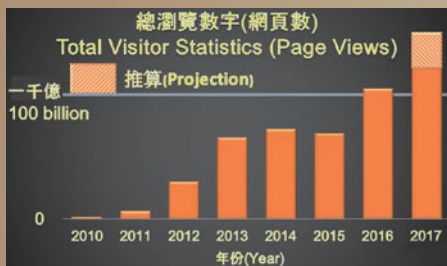 總瀏覽數字(網頁數)
Total Visitor Statistics (Page Views)
推算(Projection)
一千億
100 billion
0
2010 2011 2012 2013 2014 2015 2016 2017
年份(Year)